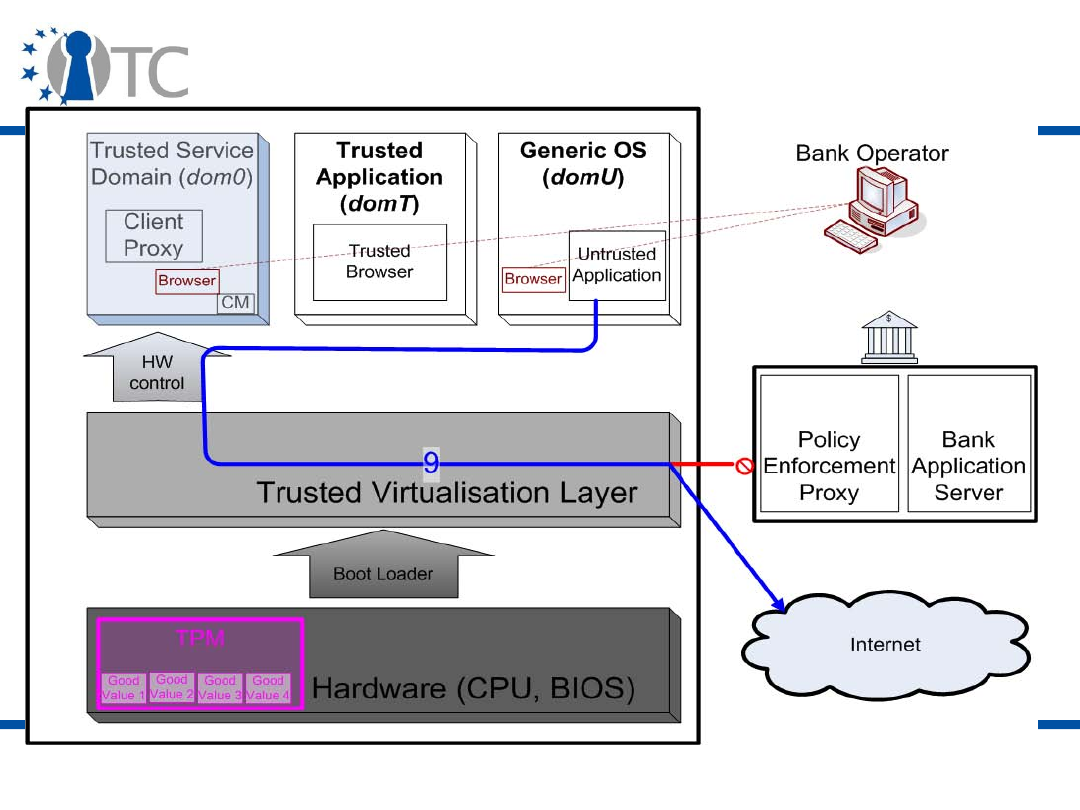 TC
Trusted Service
Domain (dom0)
Client
Proxy
Browser
CM
Trusted
Application
(domT)
Trusted
Browser
Generic OS
(domU)
Browser
Untrusted
Application
Bank Operator
HW
control
$
9
Trusted Virtualisation Layer
Policy
Enforcement
Proxy
Bank
Application
Server
Boot Loader
TPM
Good
Value 1
Good
Value 2
Good
Value 3
Good
Value 4
Hardware (CPU, BIOS)
Internet